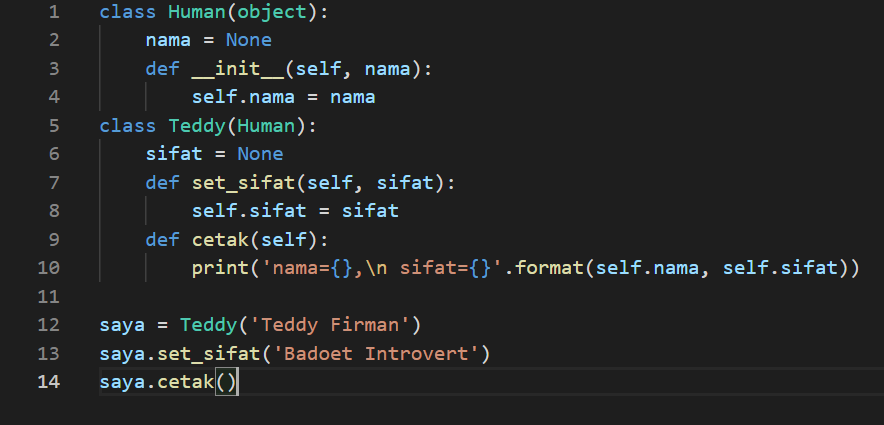 1 class Human(object):
2     nama = None
3     def __init__(self, nama):
4         self.nama = nama
5 class Teddy(Human):
6     sifat = None
7     def set_sifat(self, sifat):
8         self.sifat = sifat
9     def cetak(self):
10         print('nama={},\n sifat={}'.format(self.nama, self.sifat))
11
12 saya = Teddy('Teddy Firman')
13 saya.set_sifat('Badoet Introvert')
14 saya.cetak()